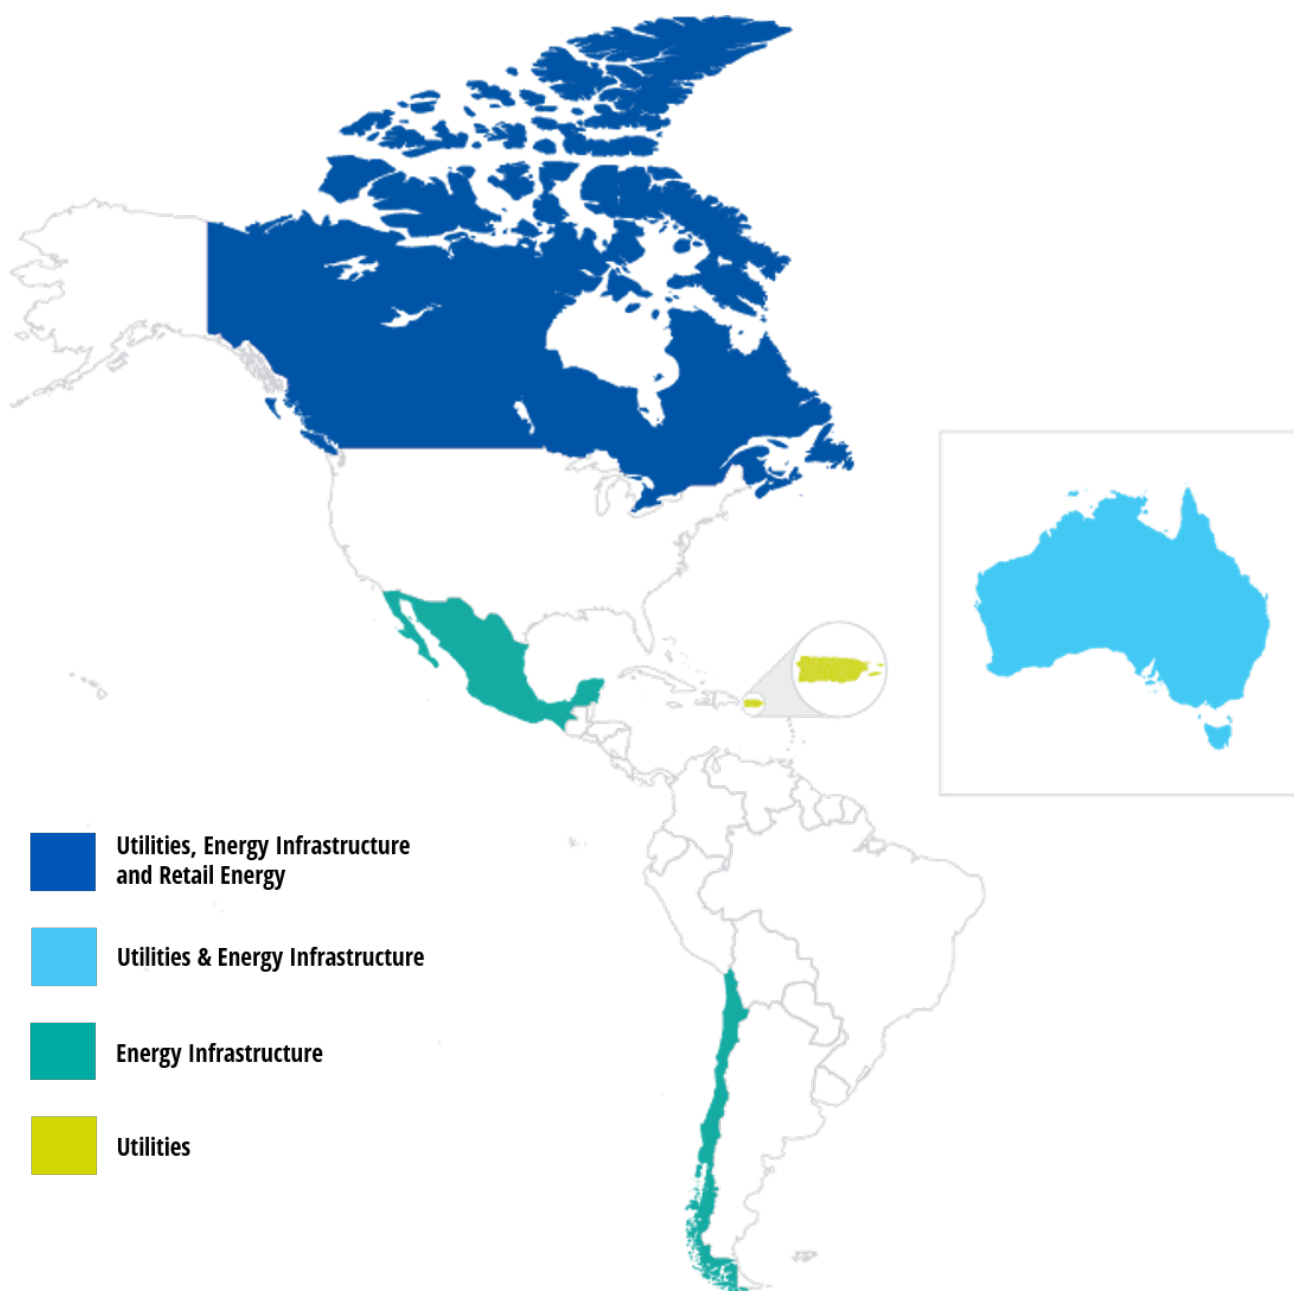 Utilities, Energy Infrastructure
and Retail Energy
Utilities & Energy Infrastructure
Energy Infrastructure
Utilities